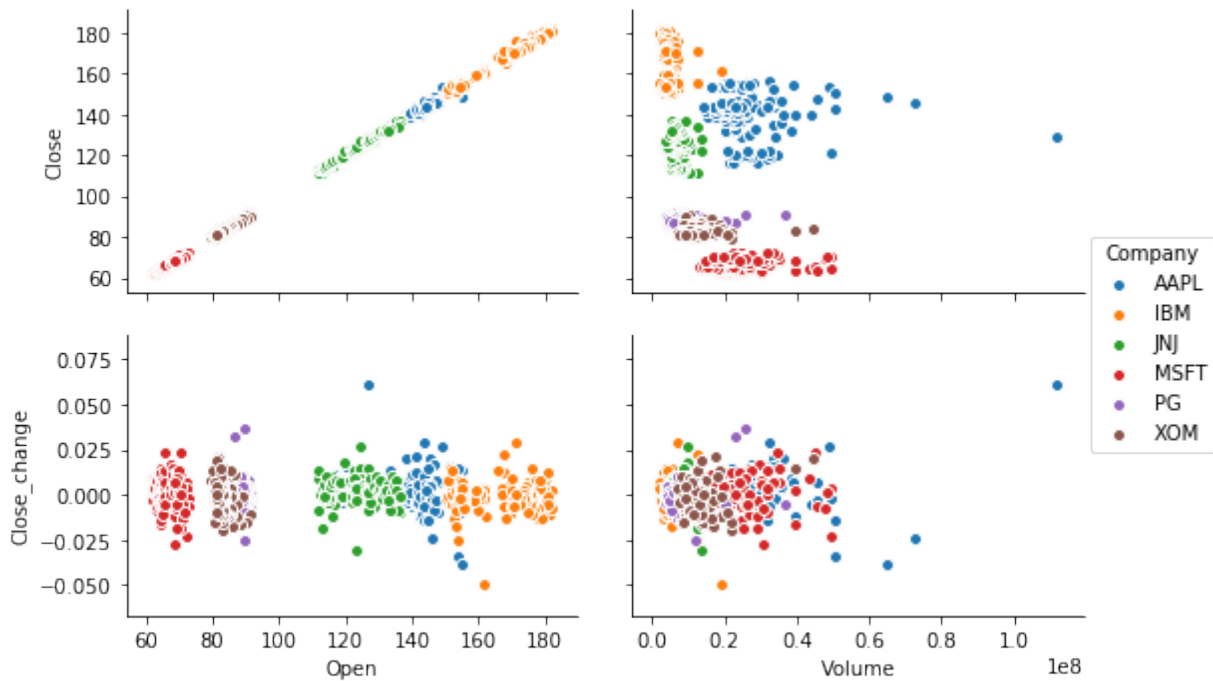 180
160
140
120
100
80
60
Close
0.075
0.050
0.025
0.000
−0.025
−0.050
Close_change
60 80 100 120 140 160 180
Open
0.0 0.2 0.4 0.6 0.8 1.0
1e8
Volume
Company
AAPL
IBM
JNJ
MSFT
PG
XOM